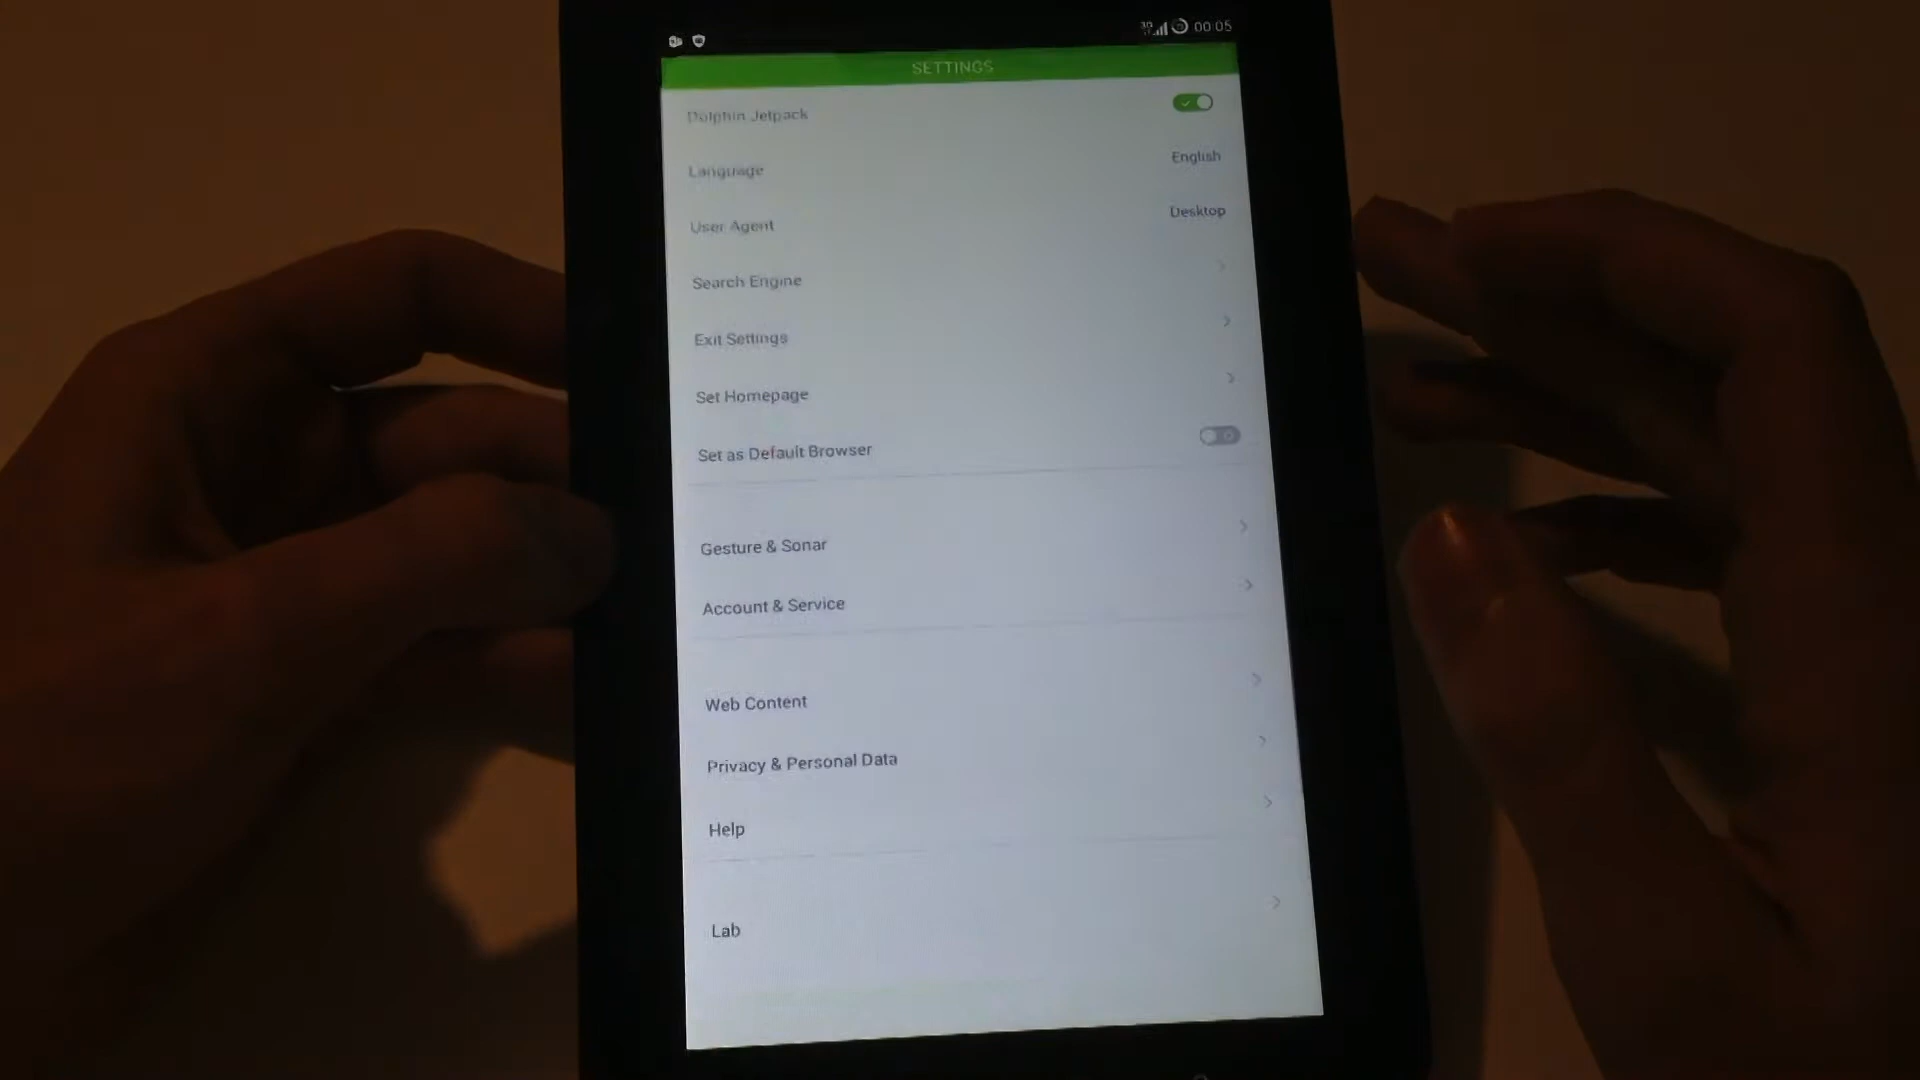 3G 00:05
SETTINGS
Dolphin Jetpack
Language English
User Agent Desktop
Search Engine
Exit Settings
Set Homepage
Set as Default Browser
Gesture & Sonar
Account & Service
Web Content
Privacy & Personal Data
Help
Lab